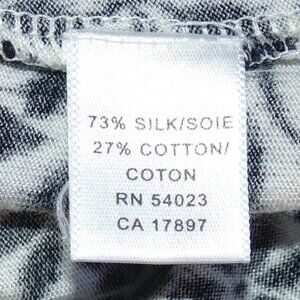 73% SILK/SOIE
27% COTTON/
COTON
RN 54023
CA 17897